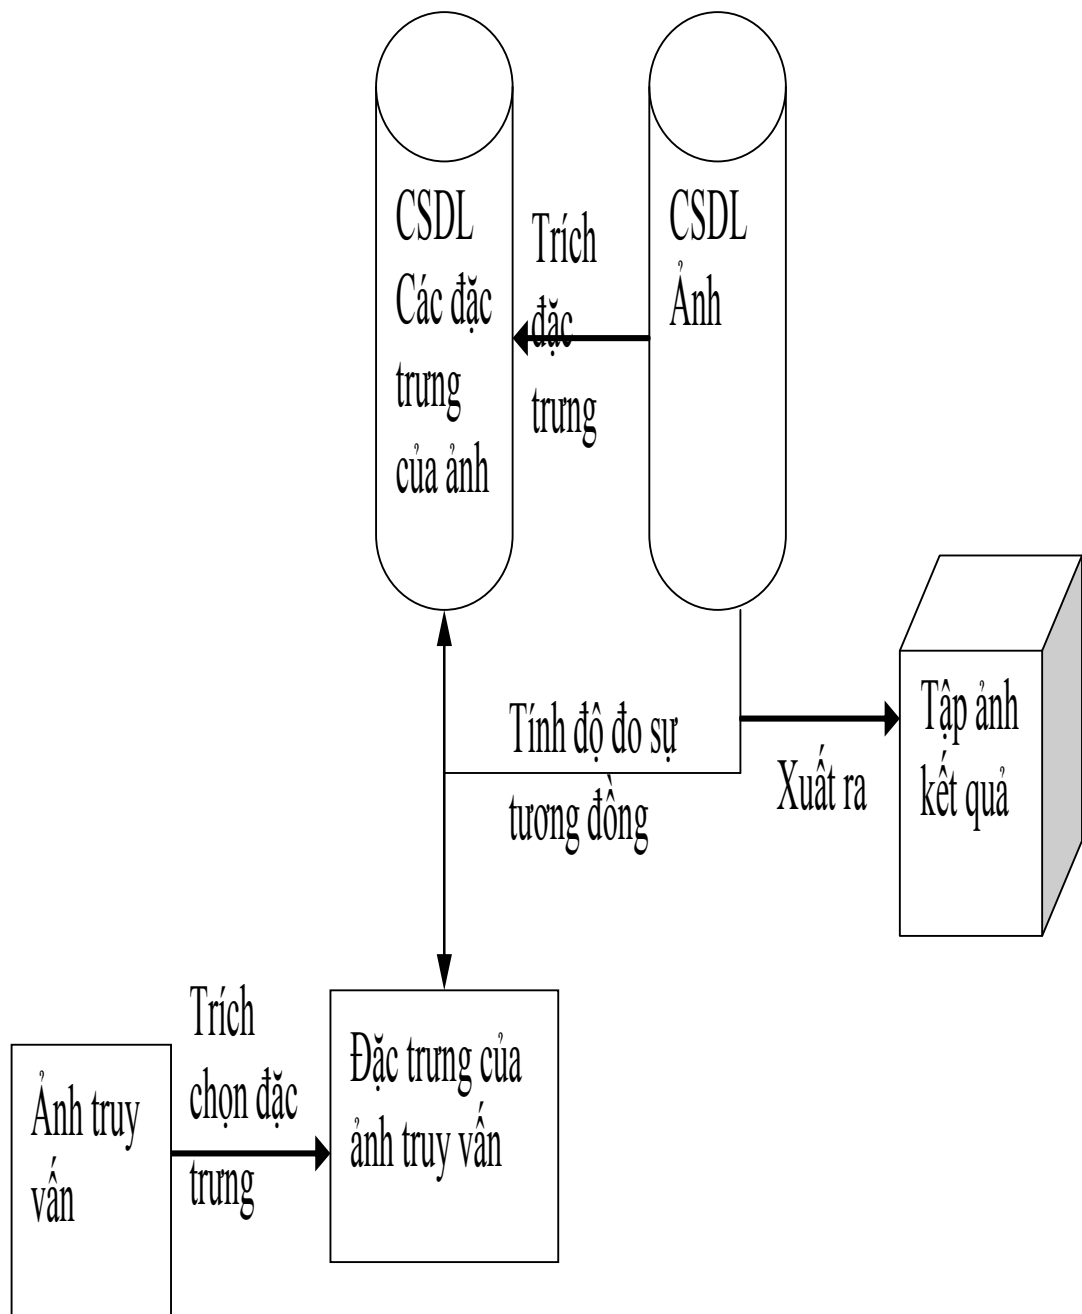 CSDL
Các đặc
trưng
của ảnh
Trích
đặc
trưng
CSDL
Ảnh
Tính độ đo sự
tương đồng
Xuất ra
Tập ảnh
kết quả
Trích
chọn đặc
trưng
Ảnh truy
vấn
Đặc trưng của
ảnh truy vấn